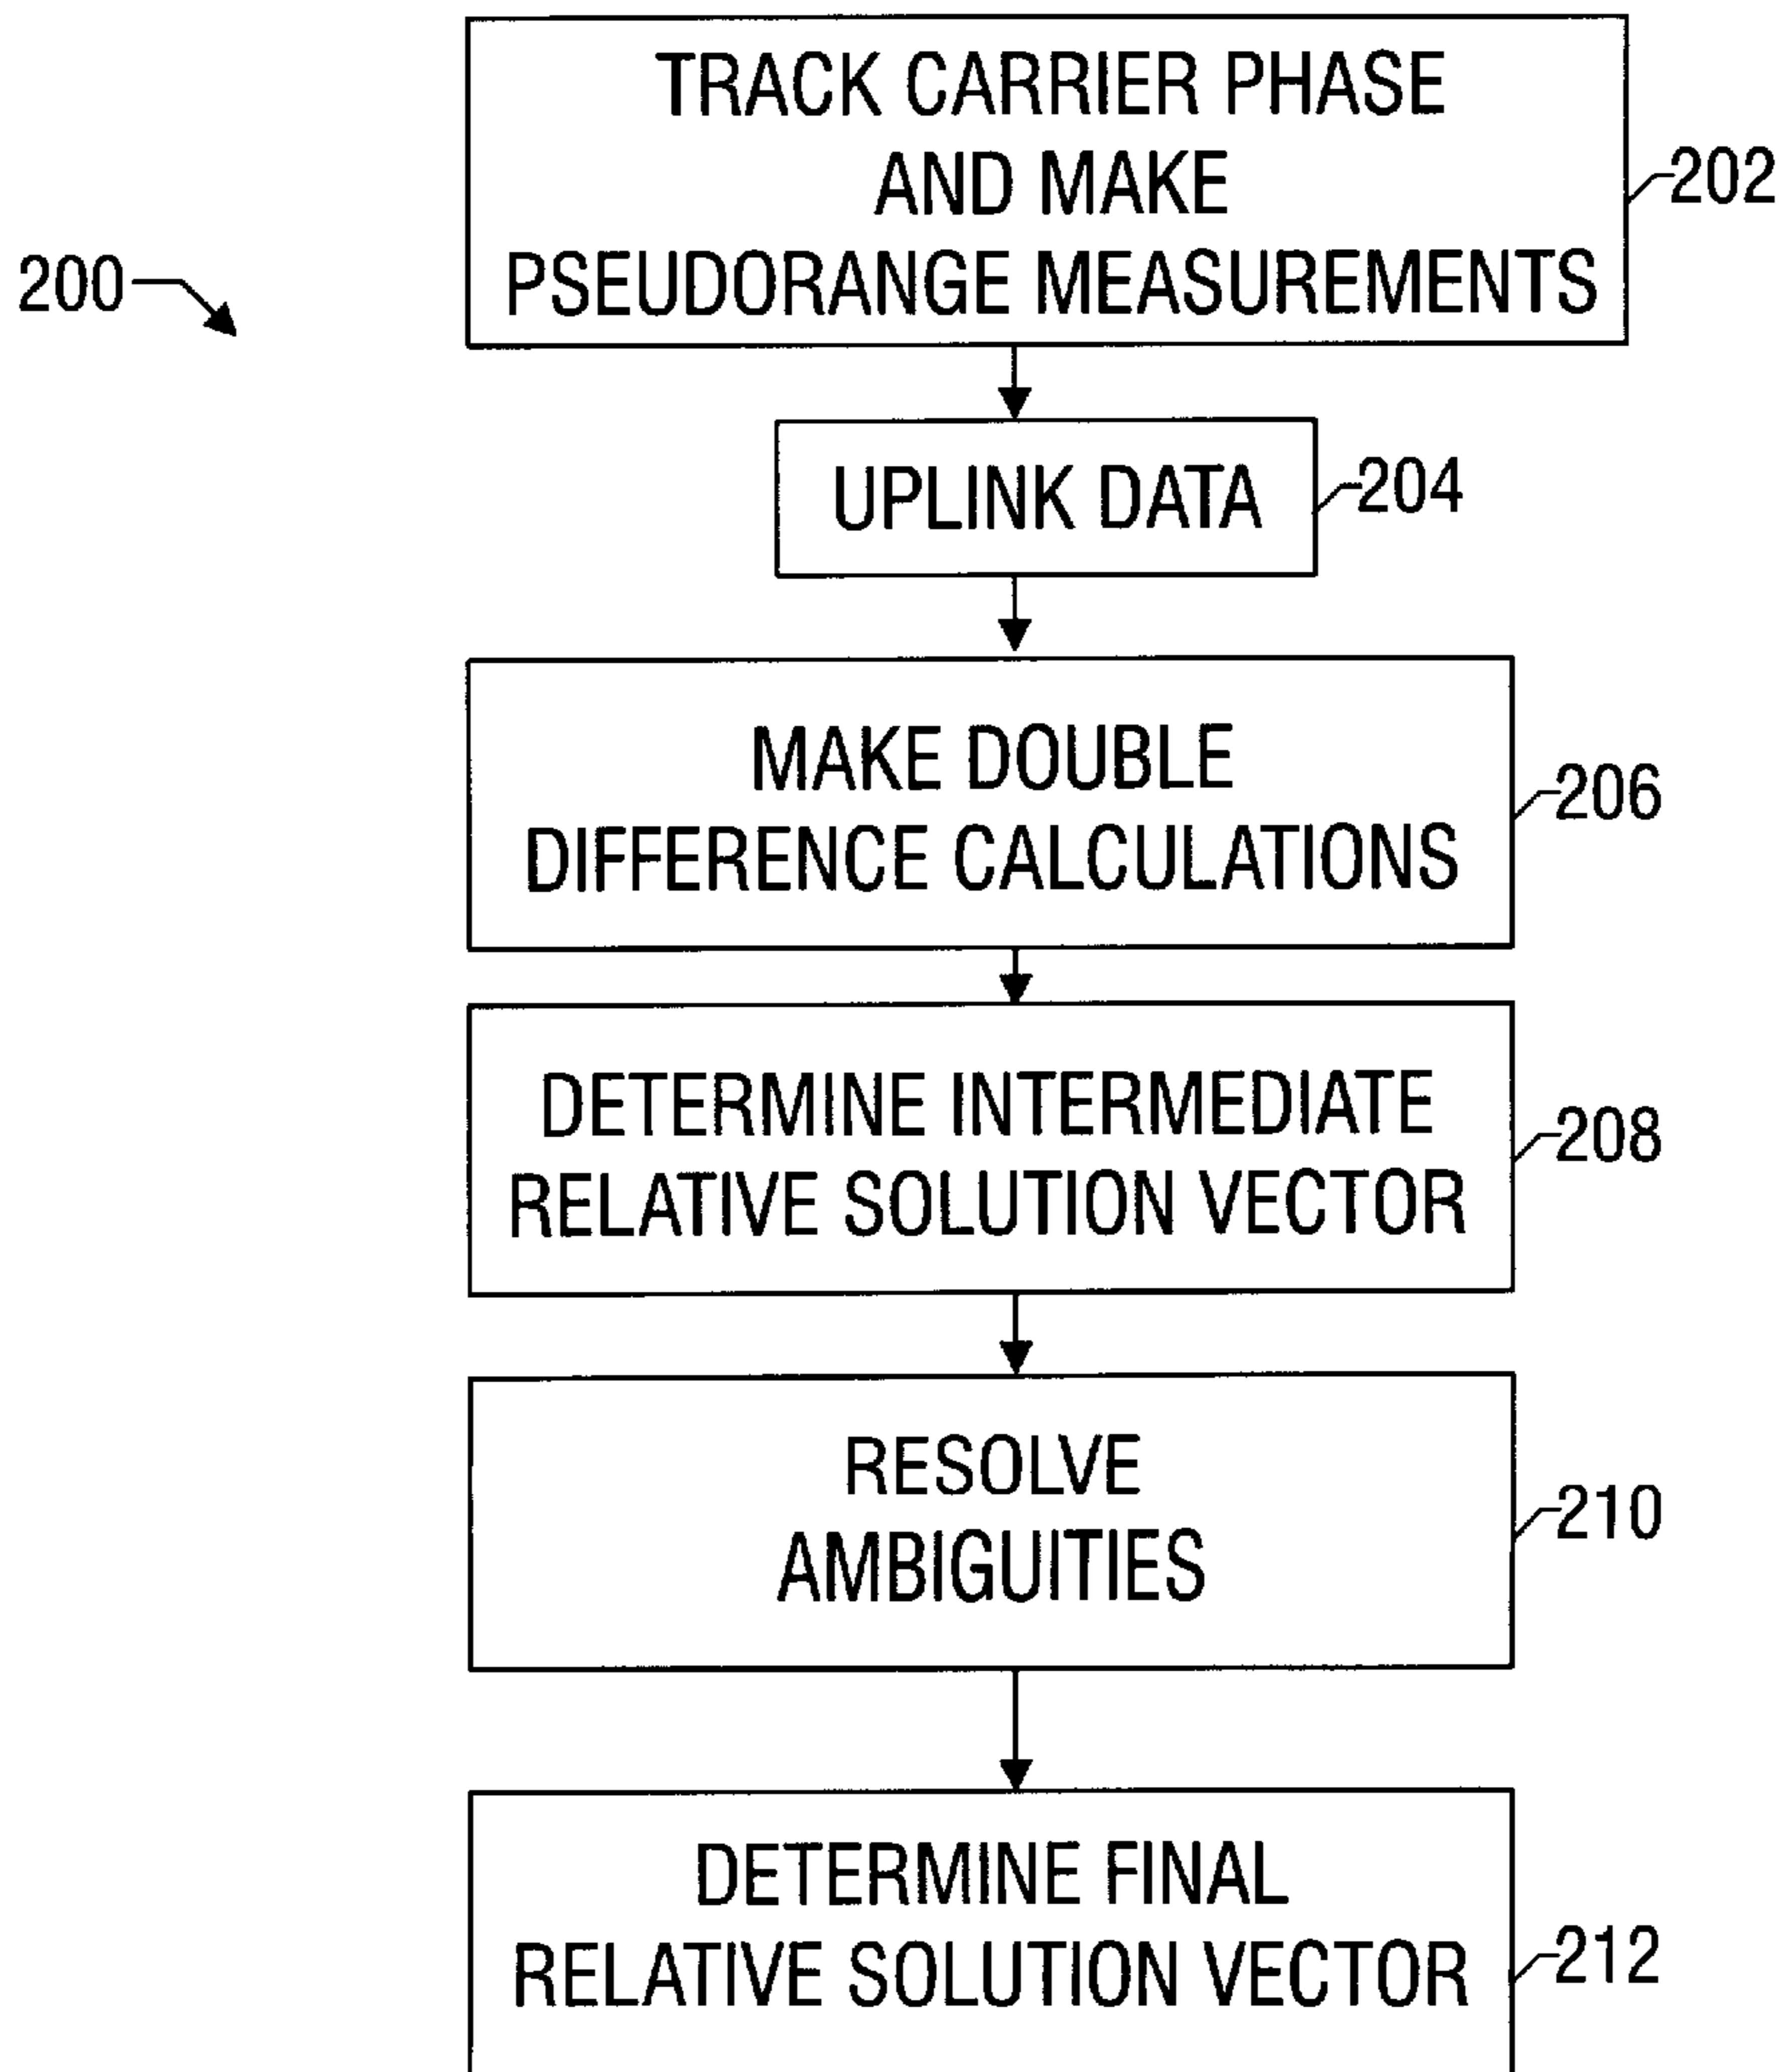 TRACK CARRIER PHASE
AND MAKE
PSEUDORANGE MEASUREMENTS
202
200
UPLINK DATA
204
MAKE DOUBLE
DIFFERENCE CALCULATIONS
206
DETERMINE INTERMEDIATE
RELATIVE SOLUTION VECTOR
208
RESOLVE
AMBIGUITIES
210
DETERMINE FINAL
RELATIVE SOLUTION VECTOR
212